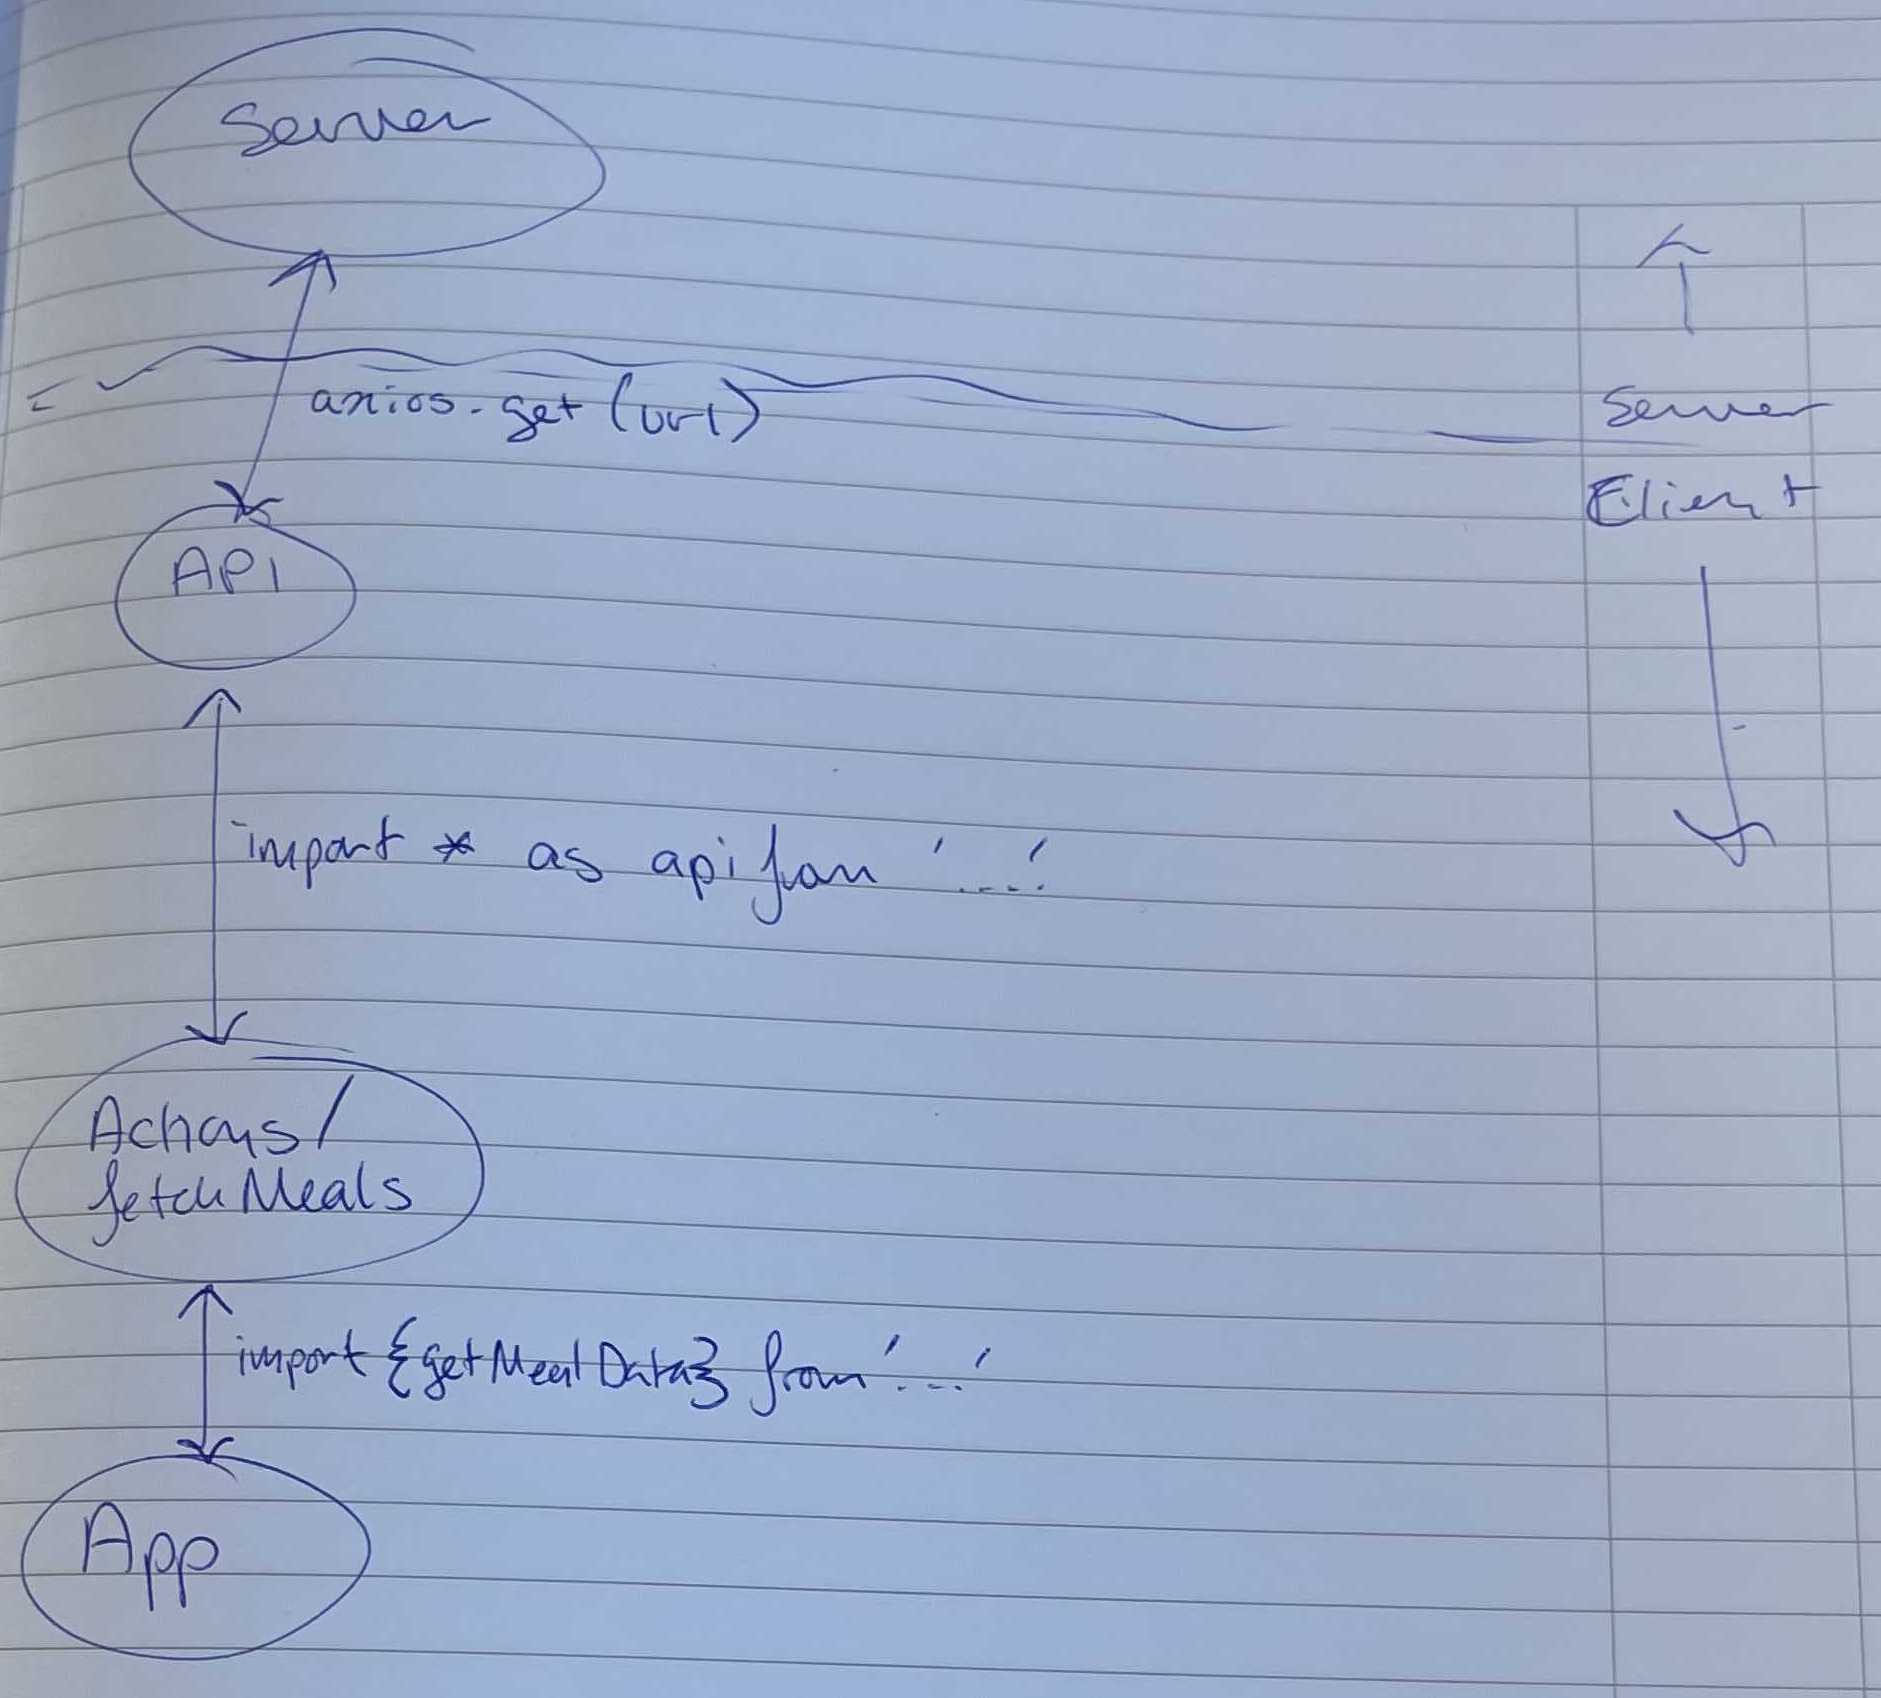 Server
axios.get(url)
Server
Client
API
import * as api from '...'
Actions/
fetchMeals
import {getMealData} from '...'
App